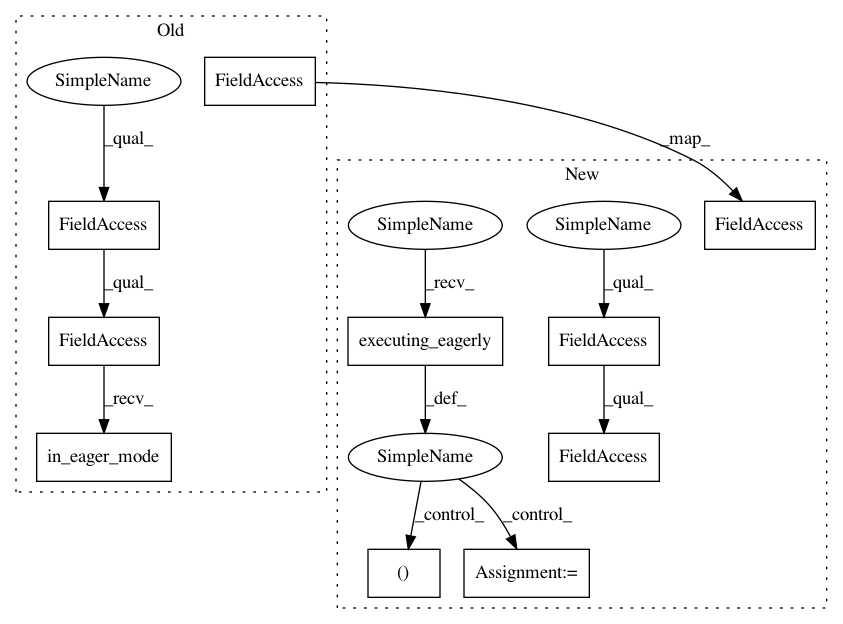 Old
SimpleName
FieldAccess
_qual_
_map_
New
FieldAccess
SimpleName
SimpleName
FieldAccess
_qual_
_recv_
_qual_
FieldAccess
executing_eagerly
FieldAccess
_recv_
_def_
_qual_
in_eager_mode
SimpleName
FieldAccess
_control_
_control_
()
Assignment:=